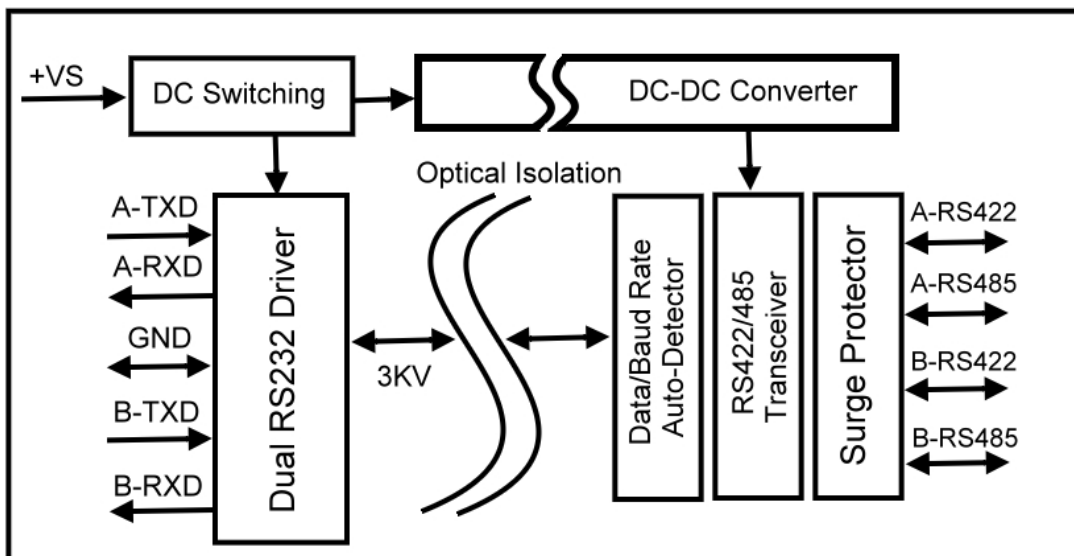 +VS
DC Switching
DC-DC Converter
Optical Isolation
A-TXD
A-RXD
GND
B-TXD
B-RXD
Dual RS232 Driver
3KV
Data/Baud Rate
Auto-Detector
RS422/485
Transceiver
Surge Protector
A-RS422
A-RS485
B-RS422
B-RS485